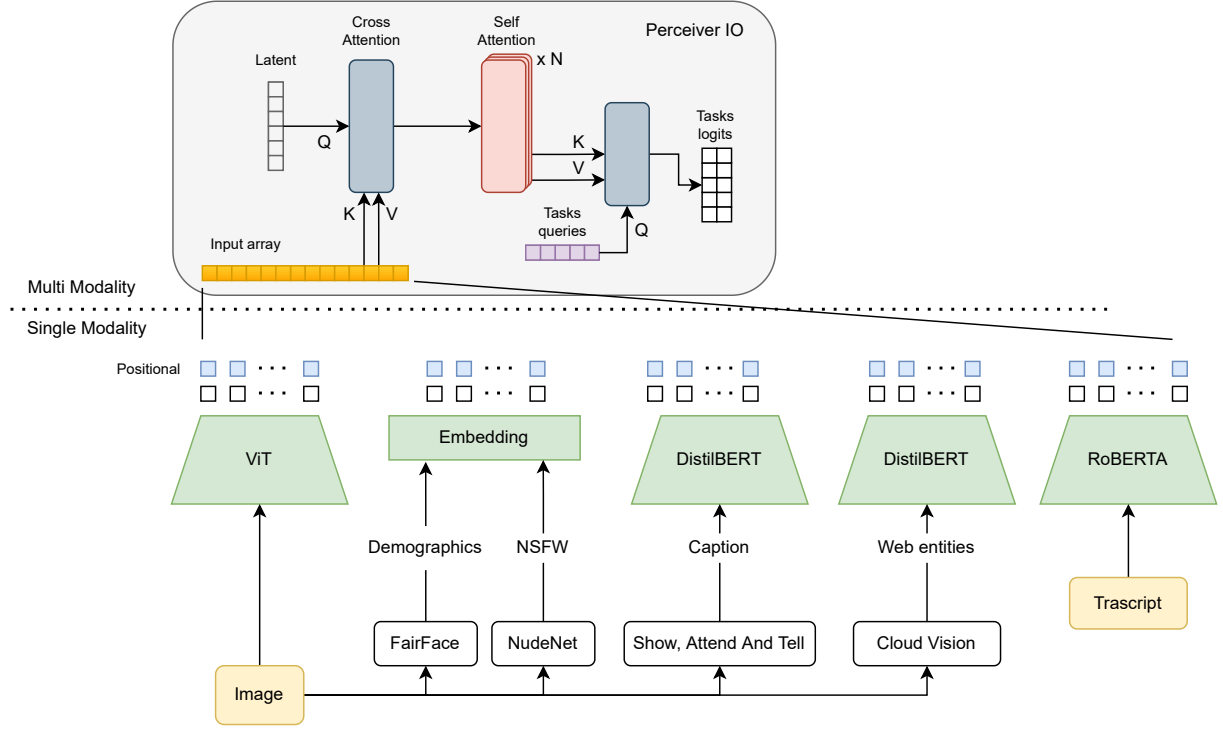 Cross
Attention
Self
Attention
Perceiver IO
x N
Latent
Q
K
V
Tasks
logits
K
V
Tasks
queries
Q
Input array
Multi Modality
Single Modality
Positional
ViT
Embedding
DistilBERT
DistilBERT
RoBERTA
Demographics
NSFW
Caption
Web entities
Trascript
FairFace
NudeNet
Show, Attend And Tell
Cloud Vision
Image